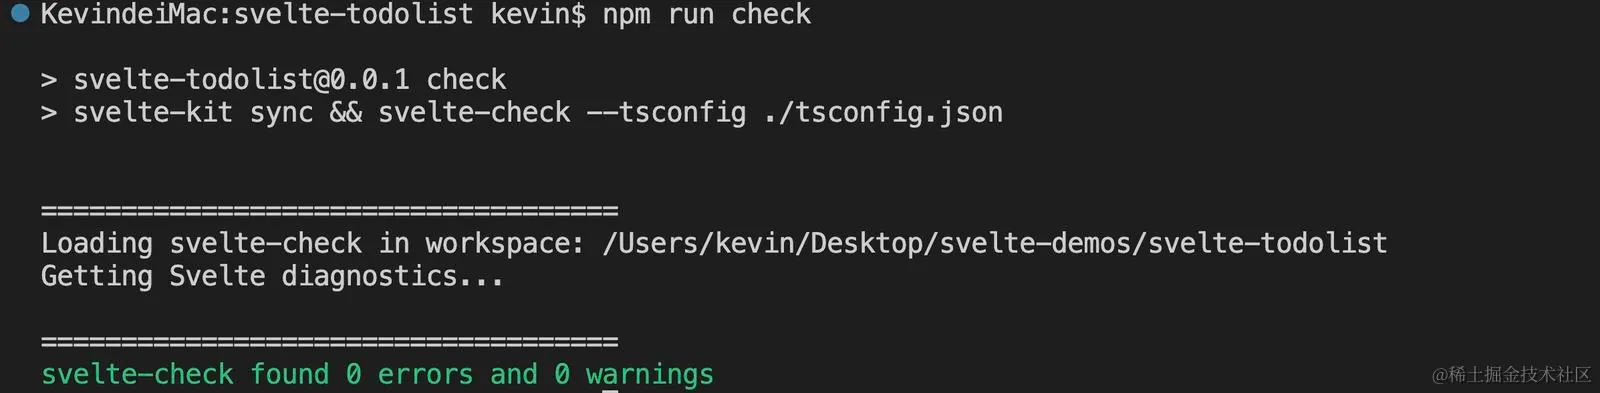 KevindeiMac:svelte-todolist kevin$ npm run check
> svelte-todolist@0.0.1 check
> svelte-kit sync && svelte-check --tsconfig ./tsconfig.json
====================================
Loading svelte-check in workspace: /Users/kevin/Desktop/svelte-demos/svelte-todolist
Getting Svelte diagnostics...
====================================
svelte-check found 0 errors and 0 warnings
@稀土掘金技术社区